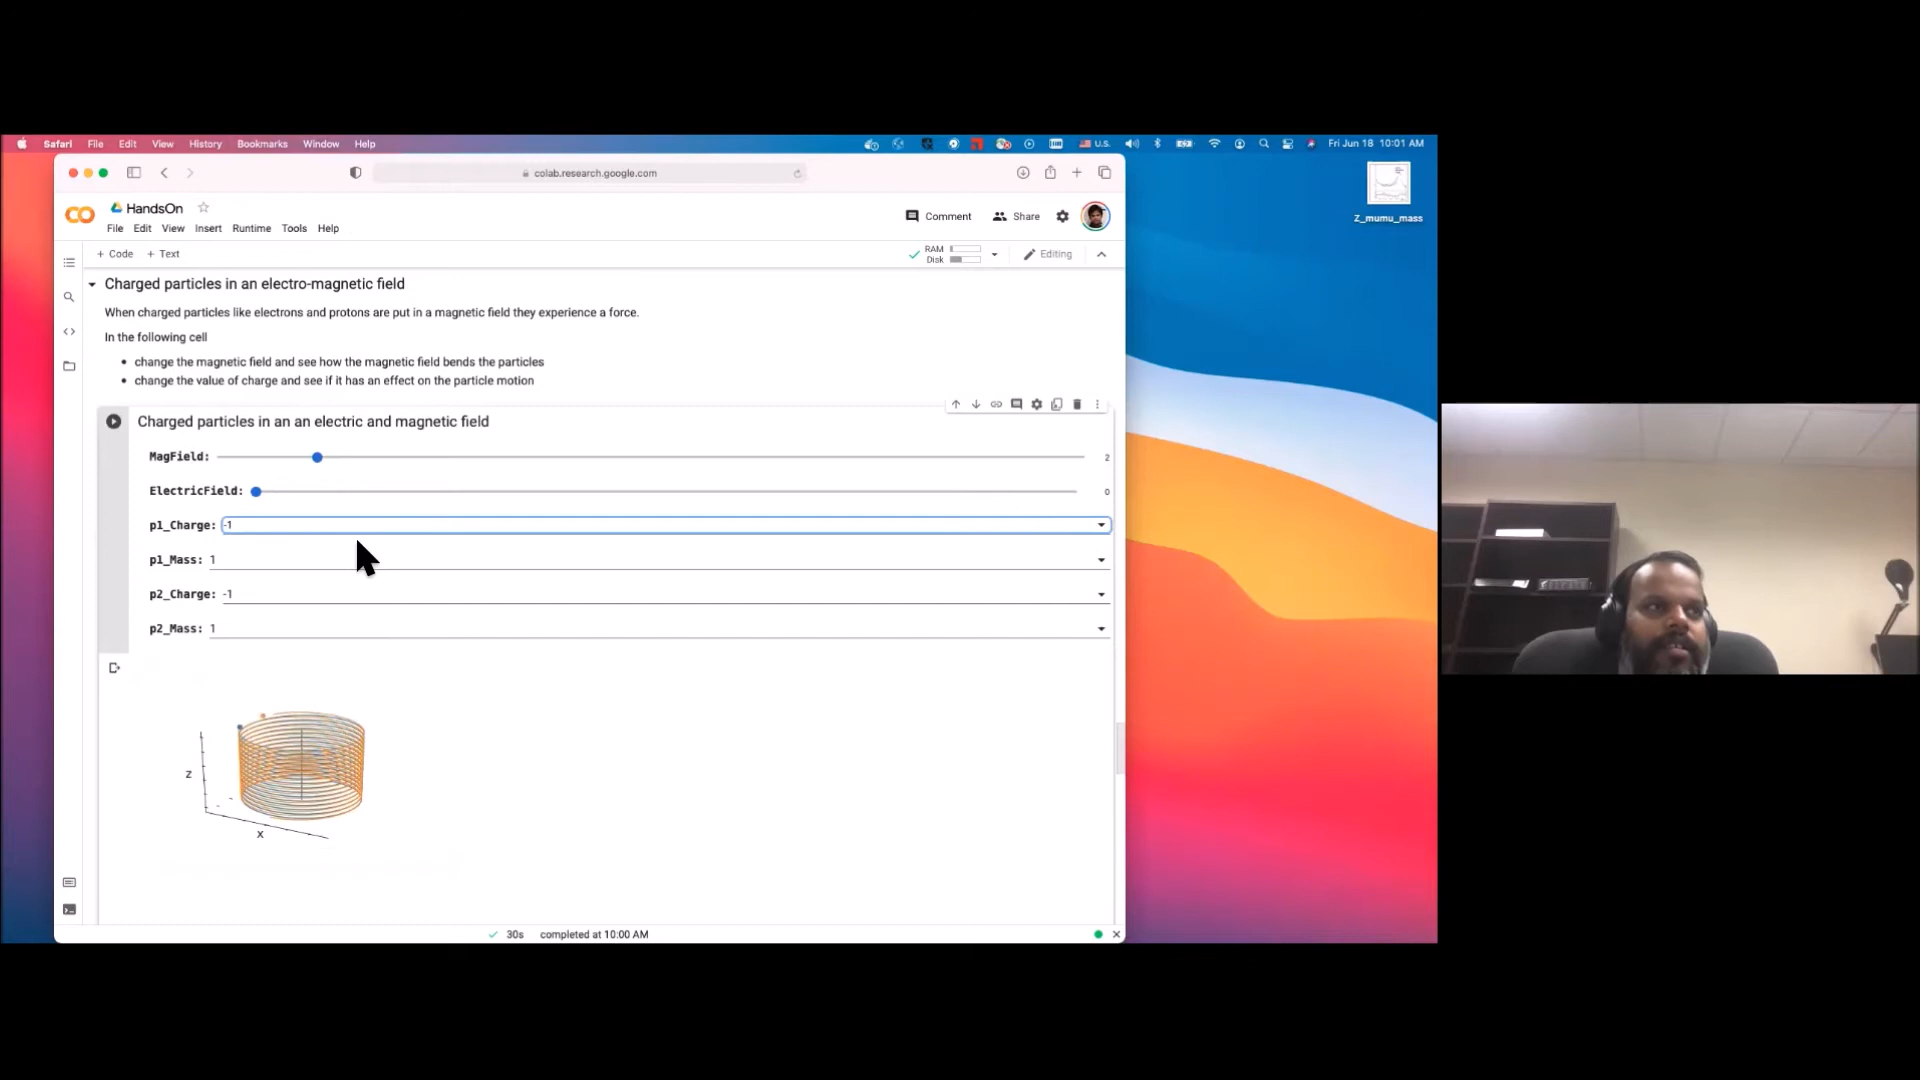 Safari File Edit View History Bookmarks Window Help
U.S. Fri Jun 18 10:01 AM
colab.research.google.com
Z_mumu_mass
HandsOn
Comment Share
File Edit View Insert Runtime Tools Help
+ Code + Text
RAM
Disk
Editing
Charged particles in an electro-magnetic field
When charged particles like electrons and protons are put in a magnetic field they experience a force.
In the following cell
• change the magnetic field and see how the magnetic field bends the particles
• change the value of charge and see if it has an effect on the particle motion
Charged particles in an an electric and magnetic field
MagField: 2
ElectricField: 0
p1_Charge: -1
p1_Mass: 1
p2_Charge: -1
p2_Mass: 1
Z
X
30s completed at 10:00 AM